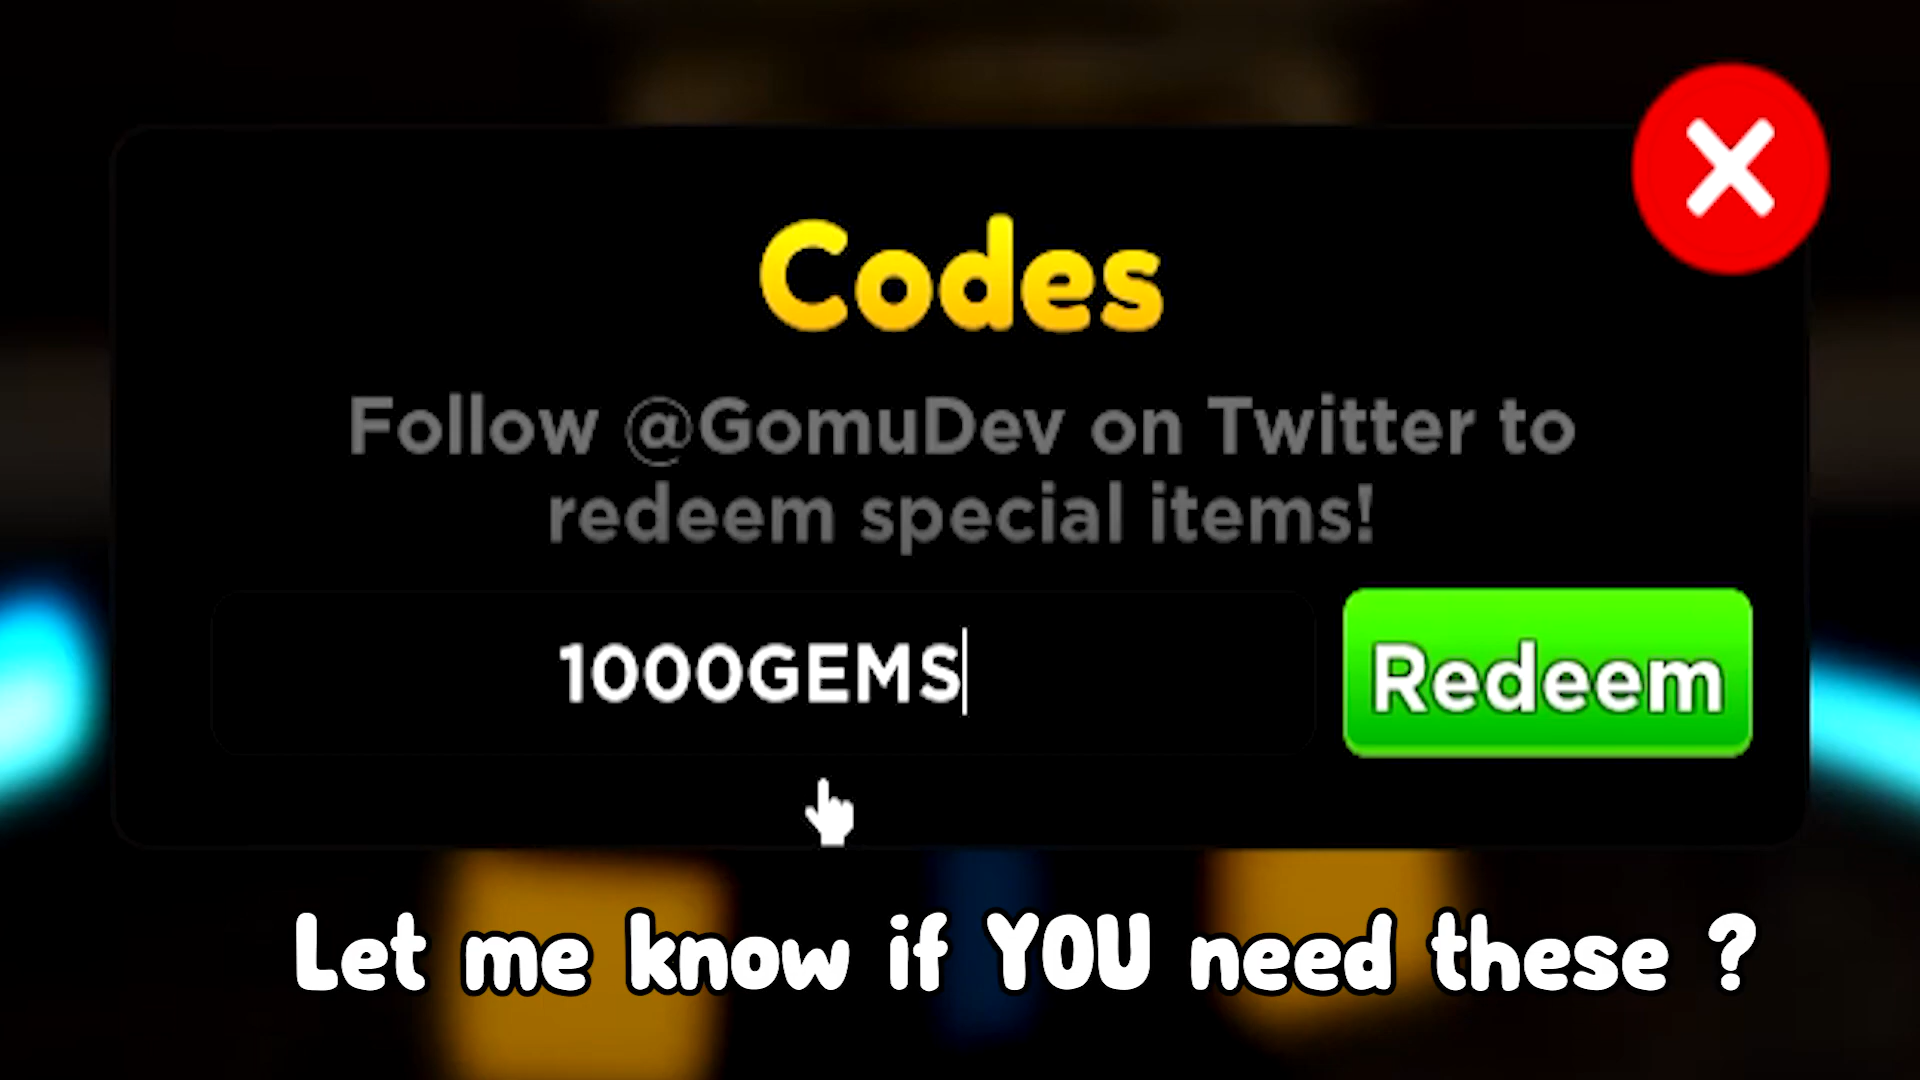 Codes
Follow @GomuDev on Twitter to
redeem special items!
1000GEMS
Redeem
Let me know if YOU need these ?